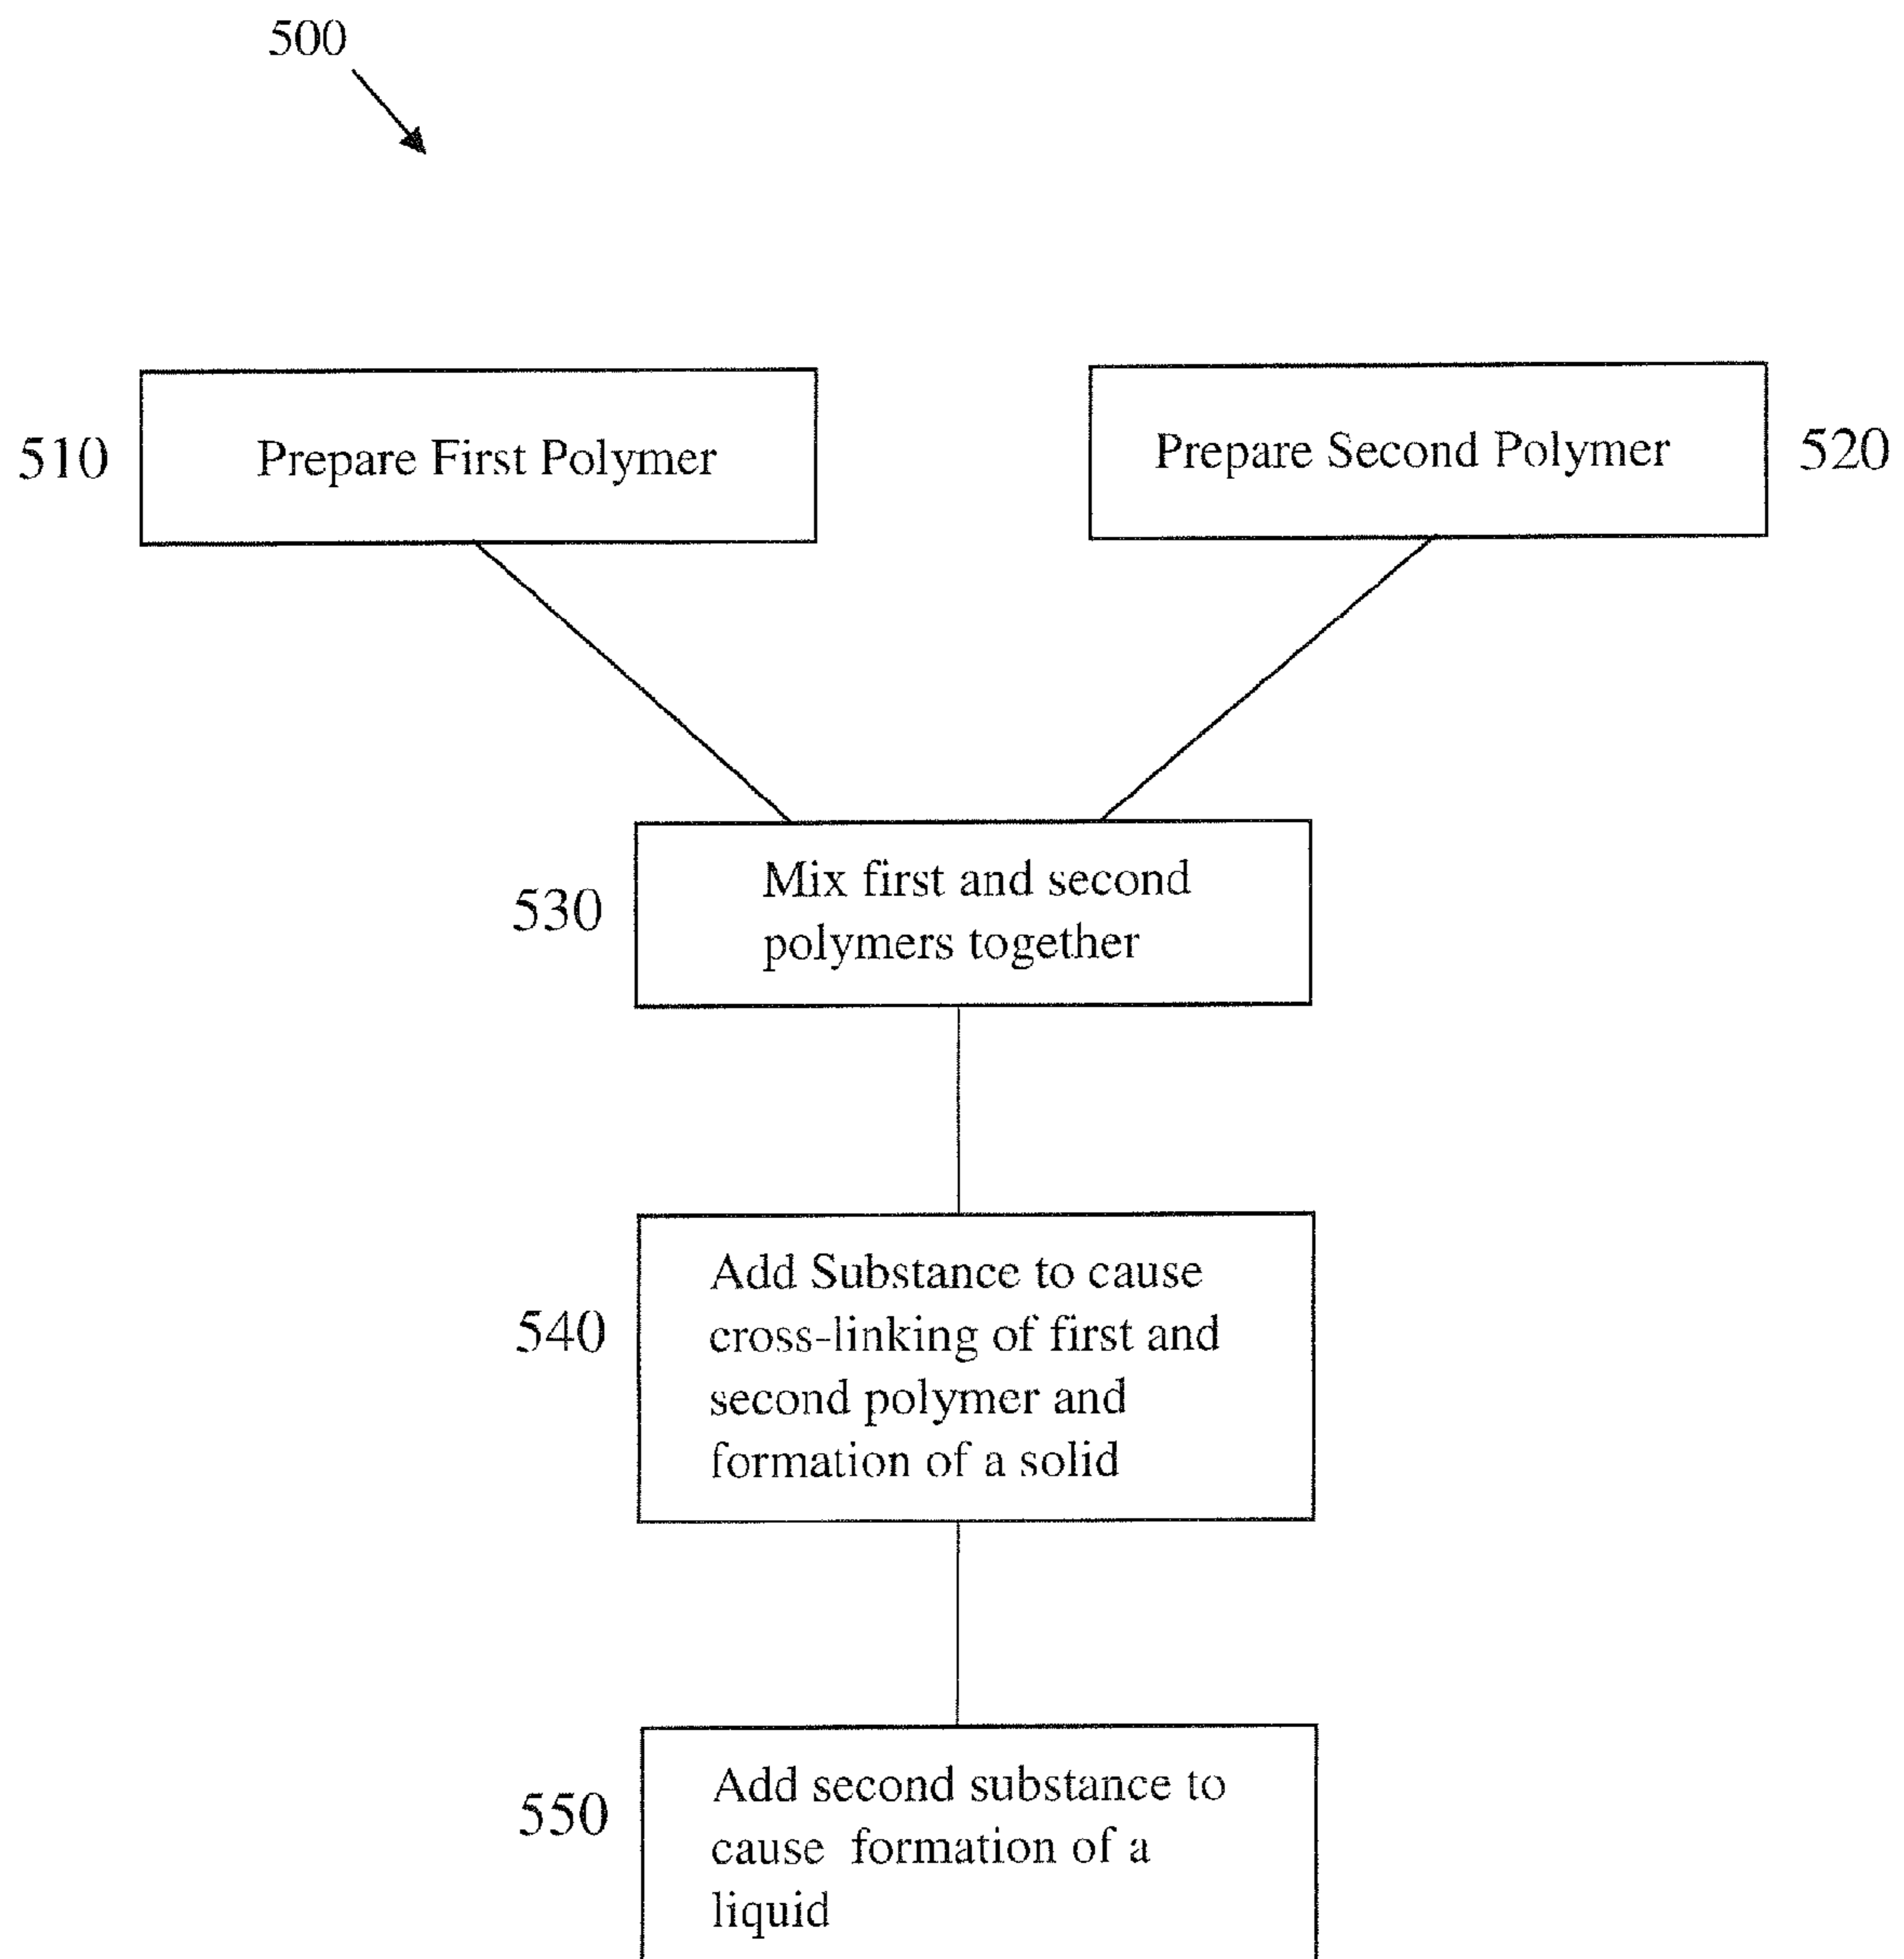 500
510
Prepare First Polymer
Prepare Second Polymer
520
530
Mix first and second
polymers together
540
Add Substance to cause
cross-linking of first and
second polymer and
formation of a solid
550
Add second substance to
cause formation of a
liquid